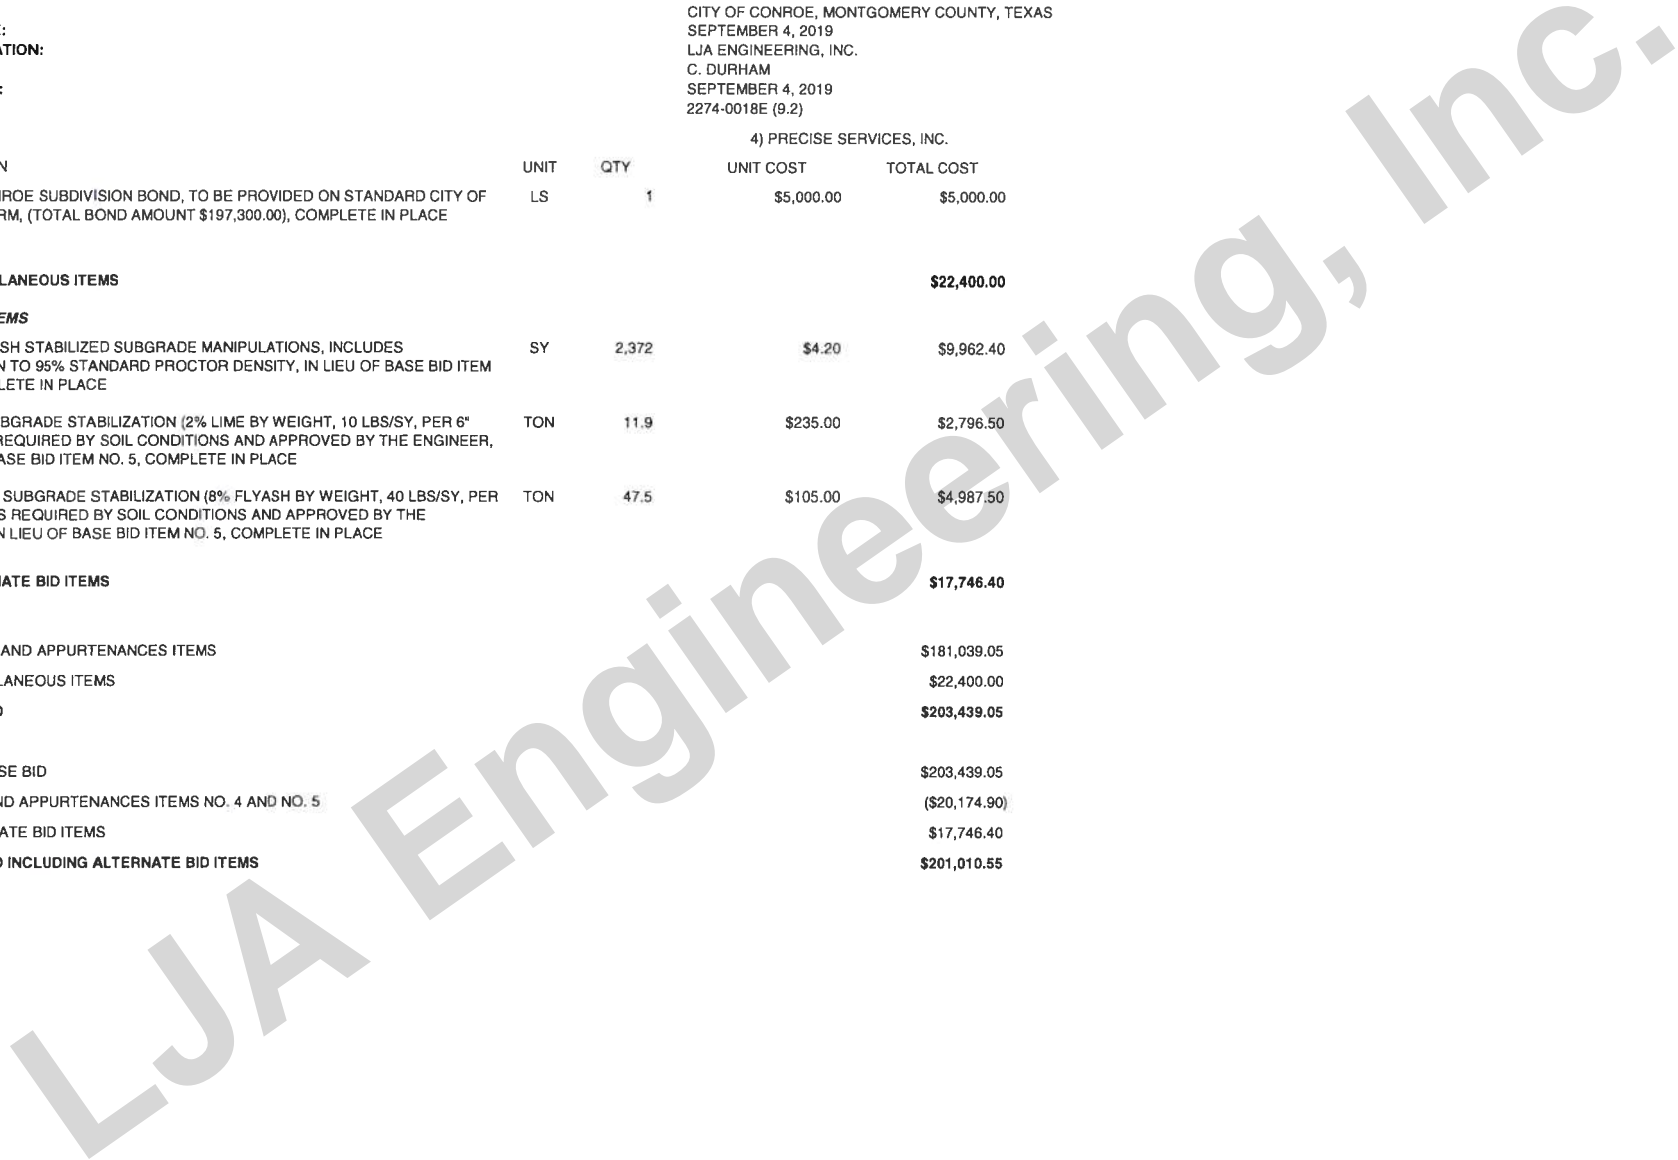 CITY OF CONROE, MONTGOMERY COUNTY, TEXAS
E: SEPTEMBER 4, 2019
ATION: LJA ENGINEERING, INC.
C. DURHAM
: SEPTEMBER 4, 2019
2274-0018E (9.2)
4) PRECISE SERVICES, INC.
N UNIT QTY UNIT COST TOTAL COST
ROE SUBDIVISION BOND, TO BE PROVIDED ON STANDARD CITY OF LS 1 $5,000.00 $5,000.00
RM, (TOTAL BOND AMOUNT $197,300.00), COMPLETE IN PLACE
LANEOUS ITEMS $22,400.00
EMS
SH STABILIZED SUBGRADE MANIPULATIONS, INCLUDES SY 2,372 $4.20 $9,962.40
N TO 95% STANDARD PROCTOR DENSITY, IN LIEU OF BASE BID ITEM
LETE IN PLACE
BGRADE STABILIZATION (2% LIME BY WEIGHT, 10 LBS/SY, PER 6" TON 11.9 $235.00 $2,796.50
REQUIRED BY SOIL CONDITIONS AND APPROVED BY THE ENGINEER,
ASE BID ITEM NO. 5, COMPLETE IN PLACE
SUBGRADE STABILIZATION (8% FLYASH BY WEIGHT, 40 LBS/SY, PER TON 47.5 $105.00 $4,987.50
S REQUIRED BY SOIL CONDITIONS AND APPROVED BY THE
N LIEU OF BASE BID ITEM NO. 5, COMPLETE IN PLACE
ATE BID ITEMS $17,746.40
AND APPURTENANCES ITEMS $181,039.05
LANEOUS ITEMS $22,400.00
D $203,439.05
SE BID $203,439.05
ND APPURTENANCES ITEMS NO. 4 AND NO. 5 ($20,174.90)
ATE BID ITEMS $17,746.40
D INCLUDING ALTERNATE BID ITEMS $201,010.55
LJA Engineering, Inc.